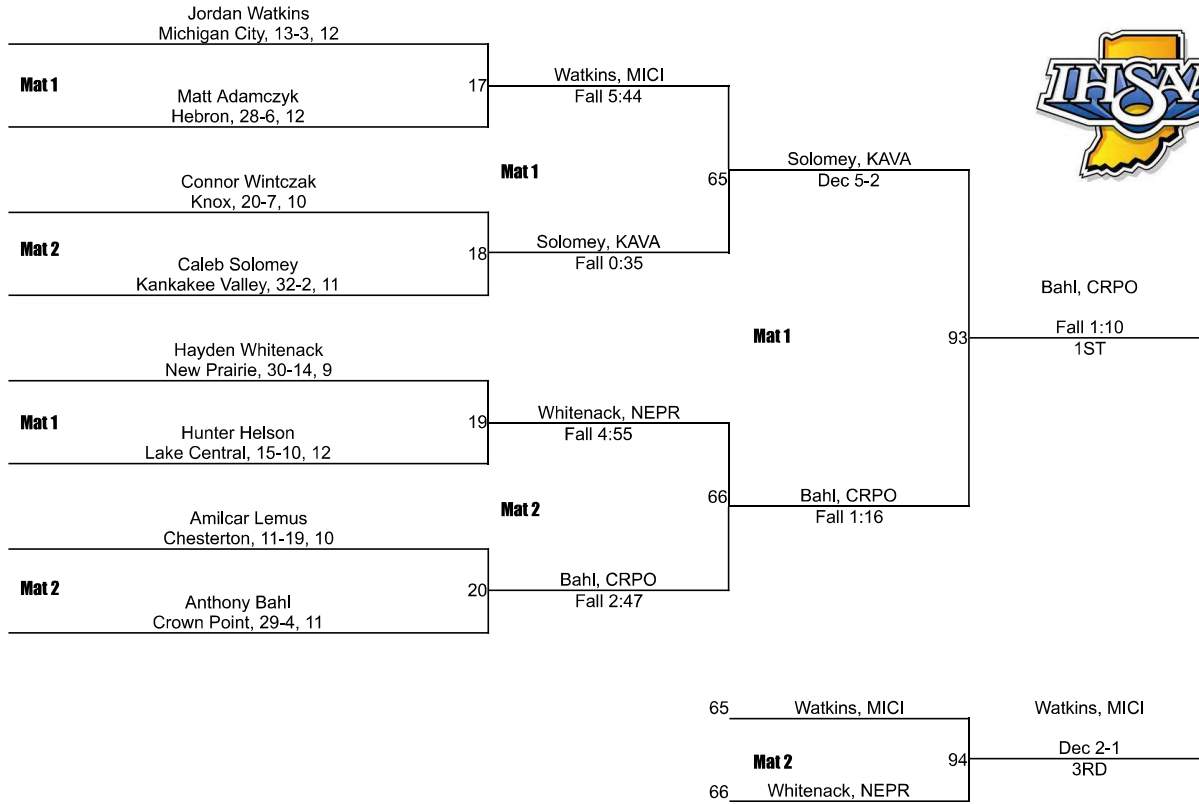 Jordan Watkins
Michigan City, 13-3, 12
Mat 1
Matt Adamczyk
Hebron, 28-6, 12
17
Watkins, MICI
Fall 5:44
Connor Wintczak
Knox, 20-7, 10
Mat 2
Caleb Solomey
Kankakee Valley, 32-2, 11
18
Solomey, KAVA
Fall 0:35
Mat 1
65
Solomey, KAVA
Dec 5-2
Hayden Whitenack
New Prairie, 30-14, 9
Mat 1
Hunter Helson
Lake Central, 15-10, 12
19
Whitenack, NEPR
Fall 4:55
Amilcar Lemus
Chesterton, 11-19, 10
Mat 2
Anthony Bahl
Crown Point, 29-4, 11
20
Bahl, CRPO
Fall 2:47
Mat 2
66
Bahl, CRPO
Fall 1:16
Mat 1
93
Bahl, CRPO
Fall 1:10
1ST
65
Watkins, MICI
Mat 2
66
Whitenack, NEPR
94
Watkins, MICI
Dec 2-1
3RD
IHSAA